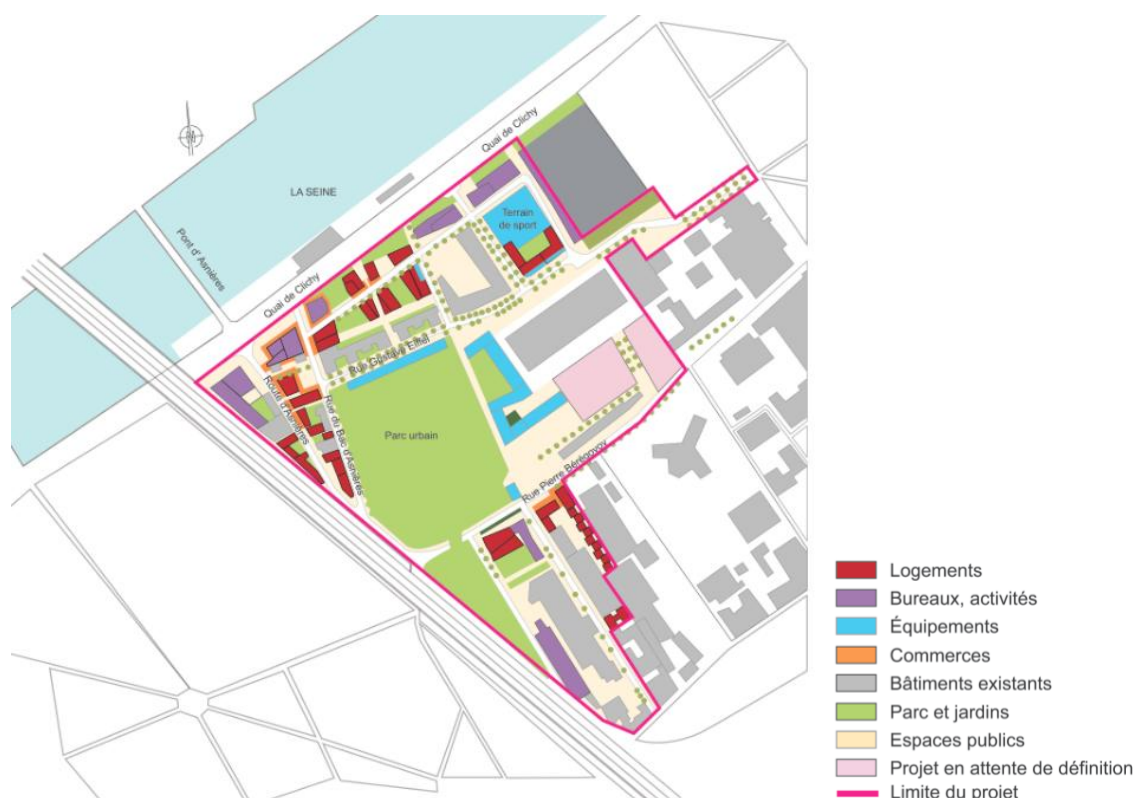 Quai de Clichy
LA SEINE
Terrain
de sport
Pont d'Asnières
Quai de Clichy
Rue Gustave Eiffel
Route d'Asnières
Rue du Bac d'Asnières
Parc urbain
Rue Pierre Bérégovoy
Logements
Bureaux, activités
Équipements
Commerces
Bâtiments existants
Parc et jardins
Espaces publics
Projet en attente de définition
Limite du projet